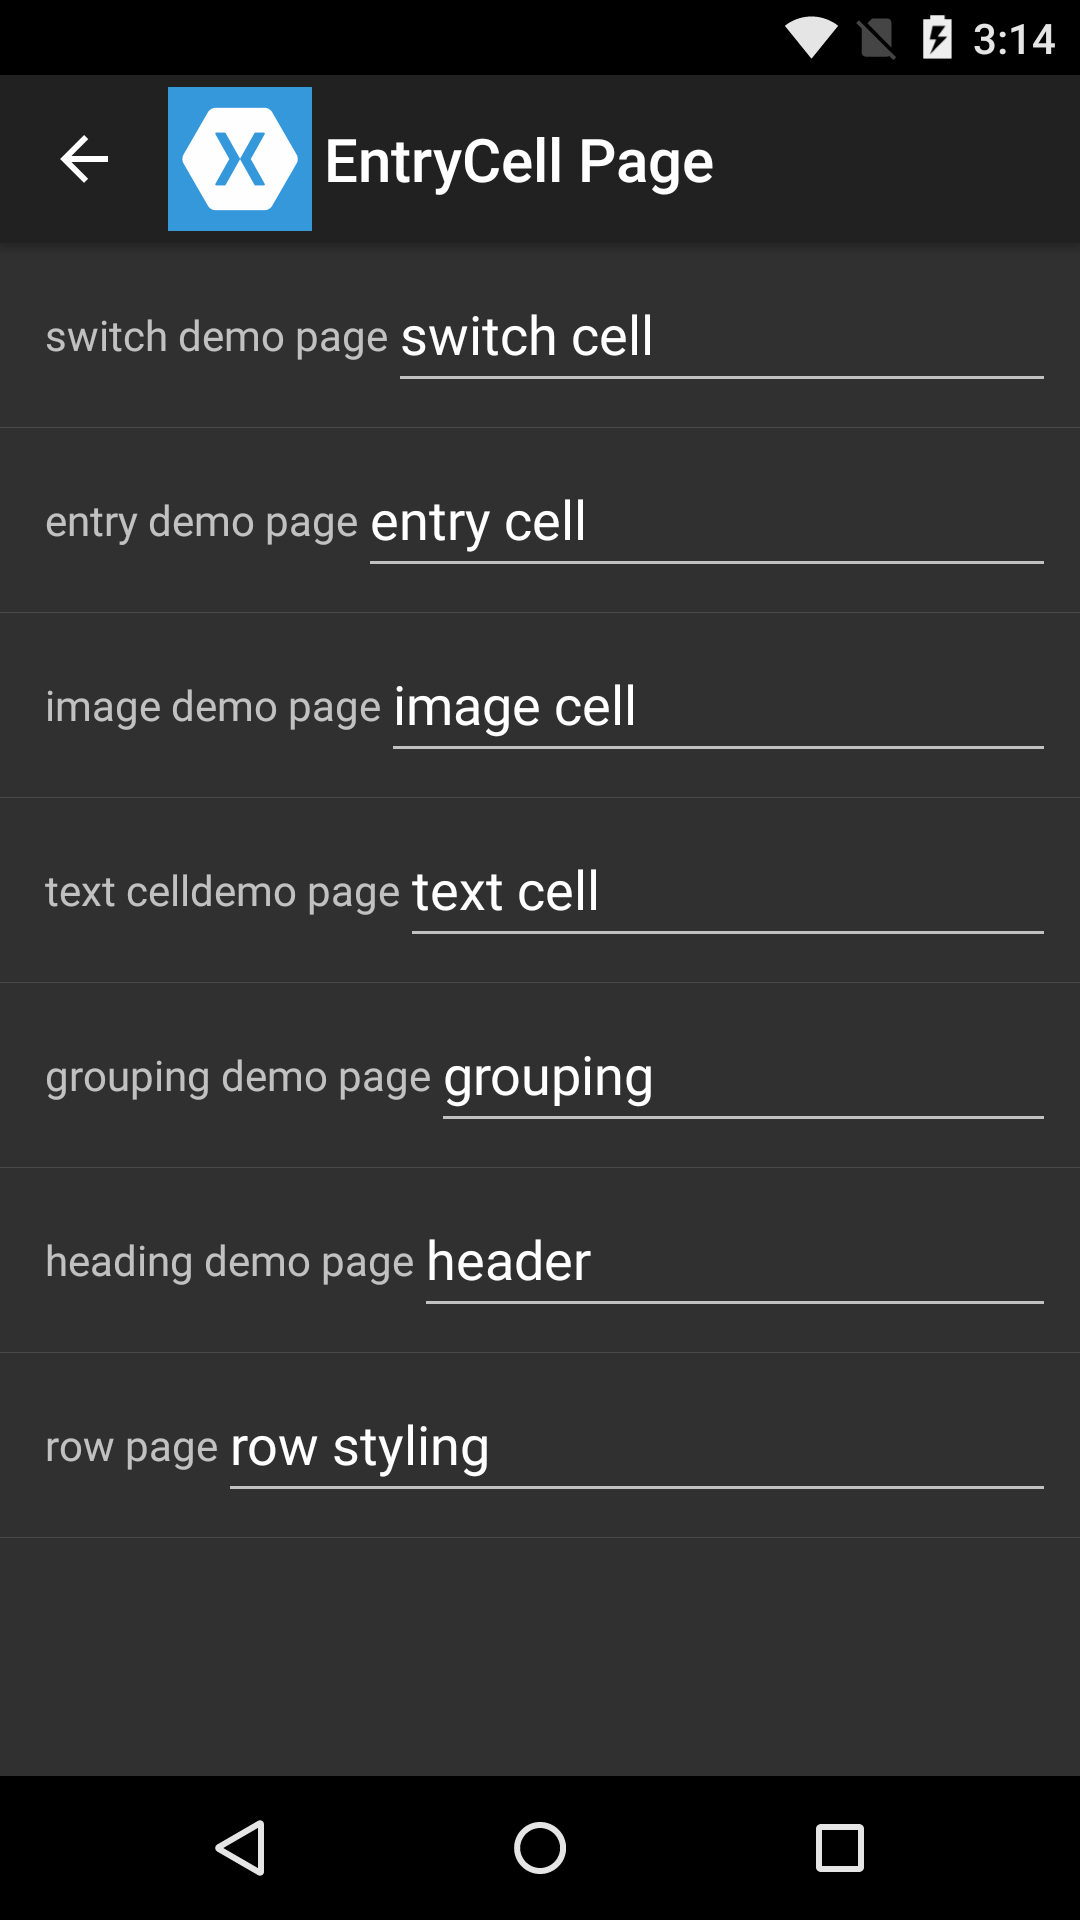 3:14
EntryCell Page
switch demo page switch cell
entry demo page entry cell
image demo page image cell
text celldemo page text cell
grouping demo page grouping
heading demo page header
row page row styling